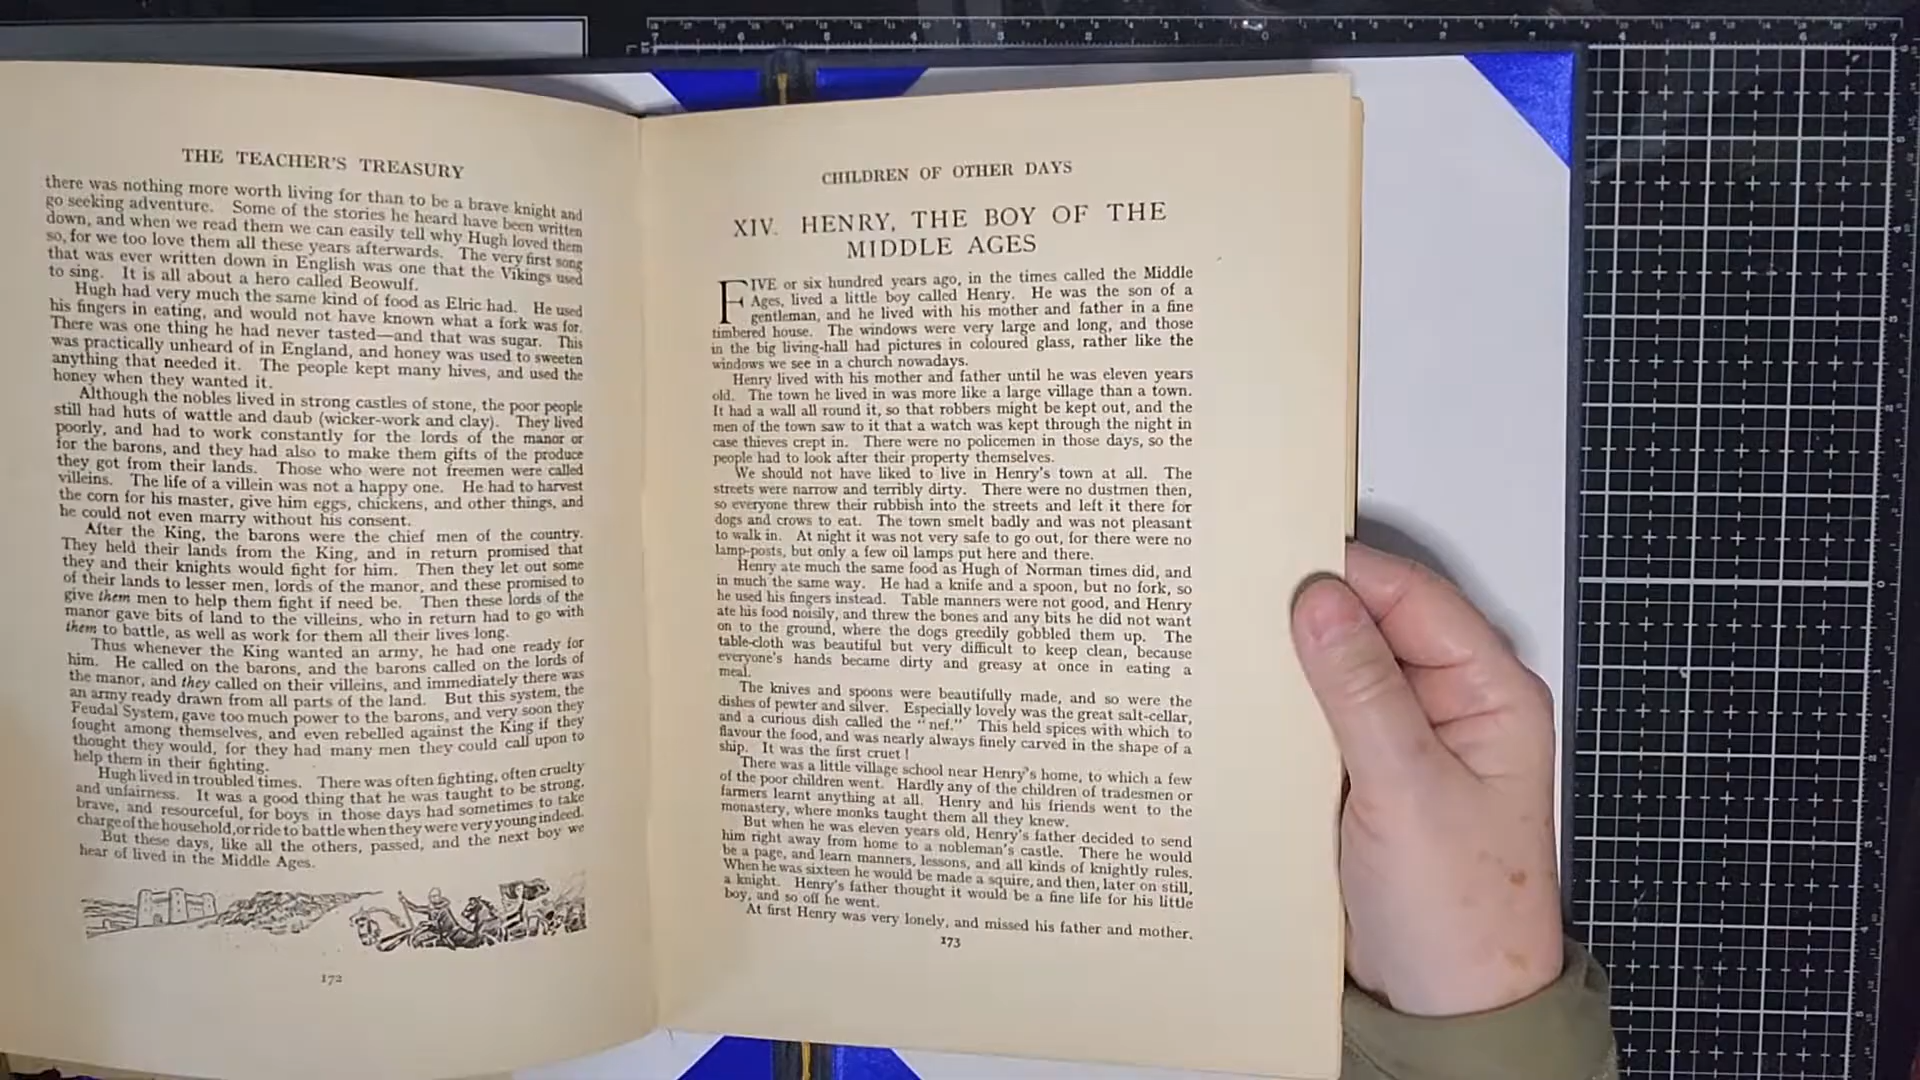 THE TEACHER'S TREASURY
there was nothing more worth living for than to be a brave knight and
go seeking adventure. Some of the stories he heard have been written
down, and when we read them we can easily tell why Hugh loved them
so, for we too love them all these years afterwards. The very first song
that was ever written down in English was one that the Vikings used
to sing. It is all about a hero called Beowulf.
Hugh had very much the same kind of food as Elric had. He used
his fingers in eating, and would not have known what a fork was for.
There was one thing he had never tasted—and that was sugar. This
was practically unheard of in England, and honey was used to sweeten
anything that needed it. The people kept many hives, and used the
honey when they wanted it.
Although the nobles lived in strong castles of stone, the poor people
still had huts of wattle and daub (wicker-work and clay). They lived
poorly, and had to work constantly for the lords of the manor or
for the barons, and they had also to make them gifts of the produce
they got from their lands. Those who were not freemen were called
villeins. The life of a villein was not a happy one. He had to harvest
the corn for his master, give him eggs, chickens, and other things, and
he could not even marry without his consent.
After the King, the barons were the chief men of the country.
They held their lands from the King, and in return promised that
they and their knights would fight for him. Then they let out some
of their lands to lesser men, lords of the manor, and these promised to
give them men to help them fight if need be. Then these lords of the
manor gave bits of land to the villeins, who in return had to go with
them to battle, as well as work for them all their lives long.
Thus whenever the King wanted an army, he had one ready for
him. He called on the barons, and the barons called on the lords of
the manor, and they called on their villeins, and immediately there was
an army ready drawn from all parts of the land. But this system, the
Feudal System, gave too much power to the barons, and very soon they
fought among themselves, and even rebelled against the King if they
thought they would, for they had many men they could call upon to
help them in their fighting.
Hugh lived in troubled times. There was often fighting, often cruelty
and unfairness. It was a good thing that he was taught to be strong,
brave, and resourceful, for boys in those days had sometimes to take
charge of the household, or ride to battle when they were very young indeed.
But these days, like all the others, passed, and the next boy we
hear of lived in the Middle Ages.
172
CHILDREN OF OTHER DAYS
XIV. HENRY, THE BOY OF THE
MIDDLE AGES
FIVE or six hundred years ago, in the times called the Middle
Ages, lived a little boy called Henry. He was the son of a
gentleman, and he lived with his mother and father in a fine
timbered house. The windows were very large and long, and those
in the big living-hall had pictures in coloured glass, rather like the
windows we see in a church nowadays.
Henry lived with his mother and father until he was eleven years
old. The town he lived in was more like a large village than a town.
It had a wall all round it, so that robbers might be kept out, and the
men of the town saw to it that a watch was kept through the night in
case thieves crept in. There were no policemen in those days, so the
people had to look after their property themselves.
We should not have liked to live in Henry's town at all. The
streets were narrow and terribly dirty. There were no dustmen then,
so everyone threw their rubbish into the streets and left it there for
dogs and crows to eat. The town smelt badly and was not pleasant
to walk in. At night it was not very safe to go out, for there were no
lamp-posts, but only a few oil lamps put here and there.
Henry ate much the same food as Hugh of Norman times did, and
in much the same way. He had a knife and a spoon, but no fork, so
he used his fingers instead. Table manners were not good, and Henry
ate his food noisily, and threw the bones and any bits he did not want
on to the ground, where the dogs greedily gobbled them up. The
table-cloth was beautiful but very difficult to keep clean, because
everyone's hands became dirty and greasy at once in eating a
meal.
The knives and spoons were beautifully made, and so were the
dishes of pewter and silver. Especially lovely was the great salt-cellar,
and a curious dish called the "nef." This held spices with which to
flavour the food, and was nearly always finely carved in the shape of a
ship. It was the first cruet!
There was a little village school near Henry's home, to which a few
of the poor children went. Hardly any of the children of tradesmen or
farmers learnt anything at all. Henry and his friends went to the
monastery, where monks taught them all they knew.
But when he was eleven years old, Henry's father decided to send
him right away from home to a nobleman's castle. There he would
be a page, and learn manners, lessons, and all kinds of knightly rules.
When he was sixteen he would be made a squire, and then, later on still,
a knight. Henry's father thought it would be a fine life for his little
boy, and so off he went.
At first Henry was very lonely, and missed his father and mother.
173